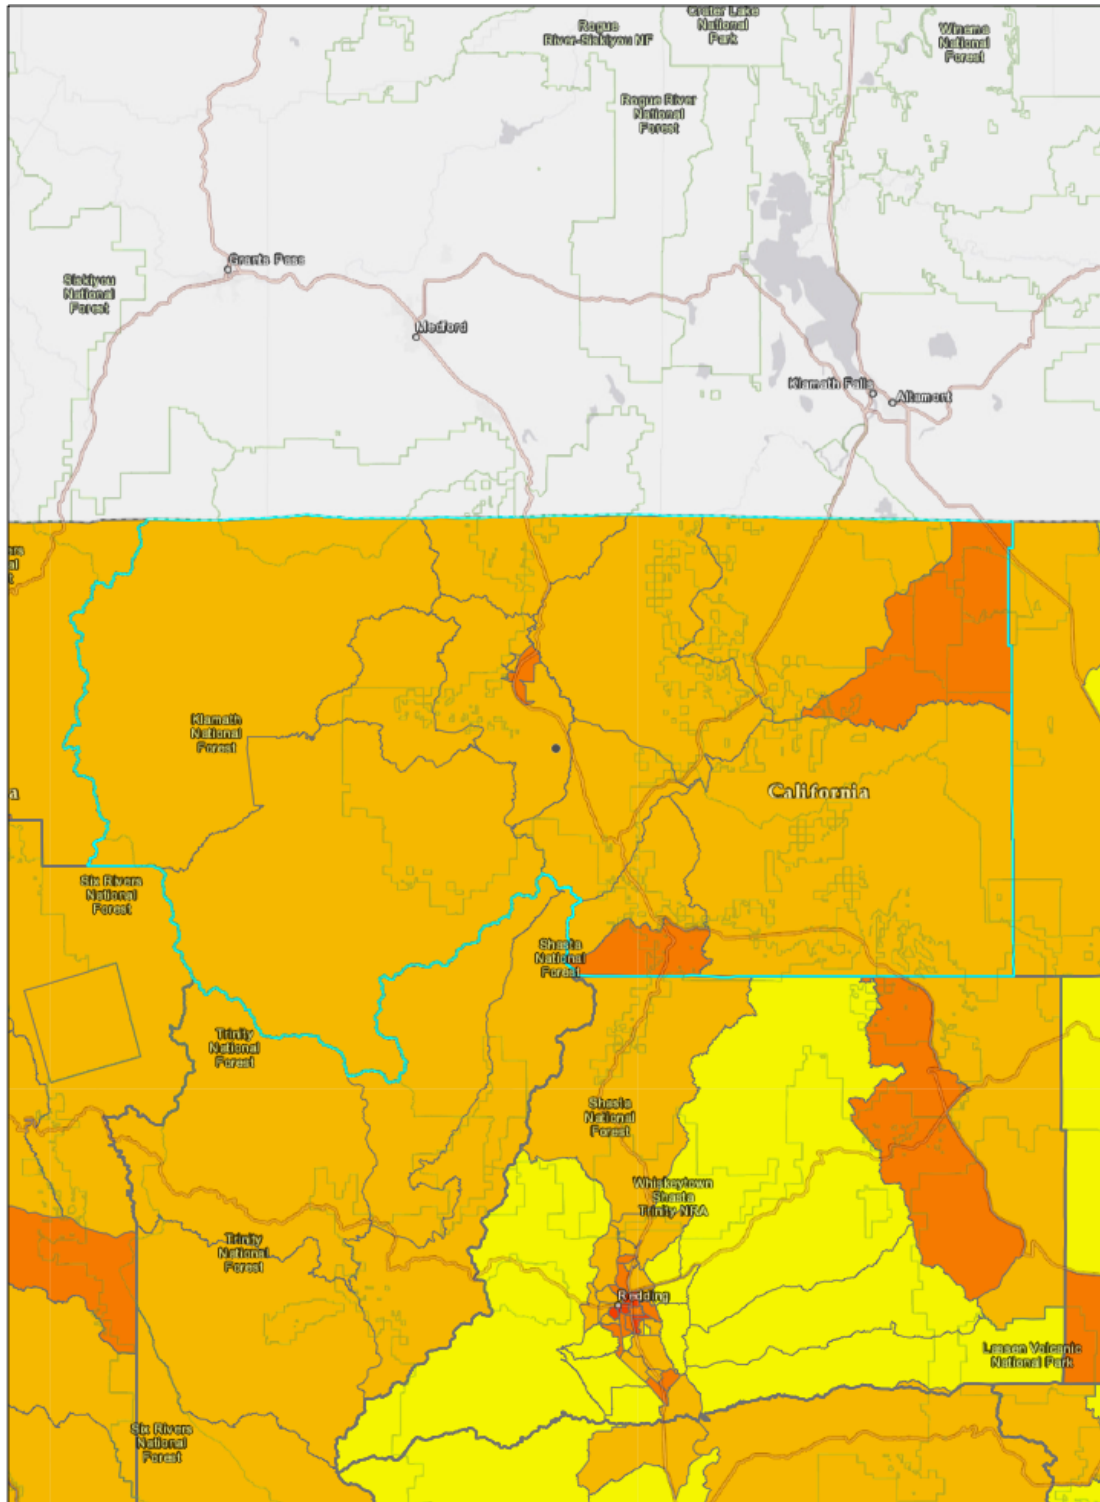 Crater Lake
National
Park
Rogue
River-Siskiyou NF
Winema
National
Forest
Rogue River
National
Forest
Grants Pass
Siskiyou
National
Forest
Medford
Klamath Falls
Altamont
Klamath
National
Forest
California
a
Six Rivers
National
Forest
Shasta
National
Forest
Trinity
National
Forest
Shasta
National
Forest
Whiskeytown
Shasta
Trinity NRA
Trinity
National
Forest
Redding
Lassen Volcanic
National Park
Six Rivers
National
Forest